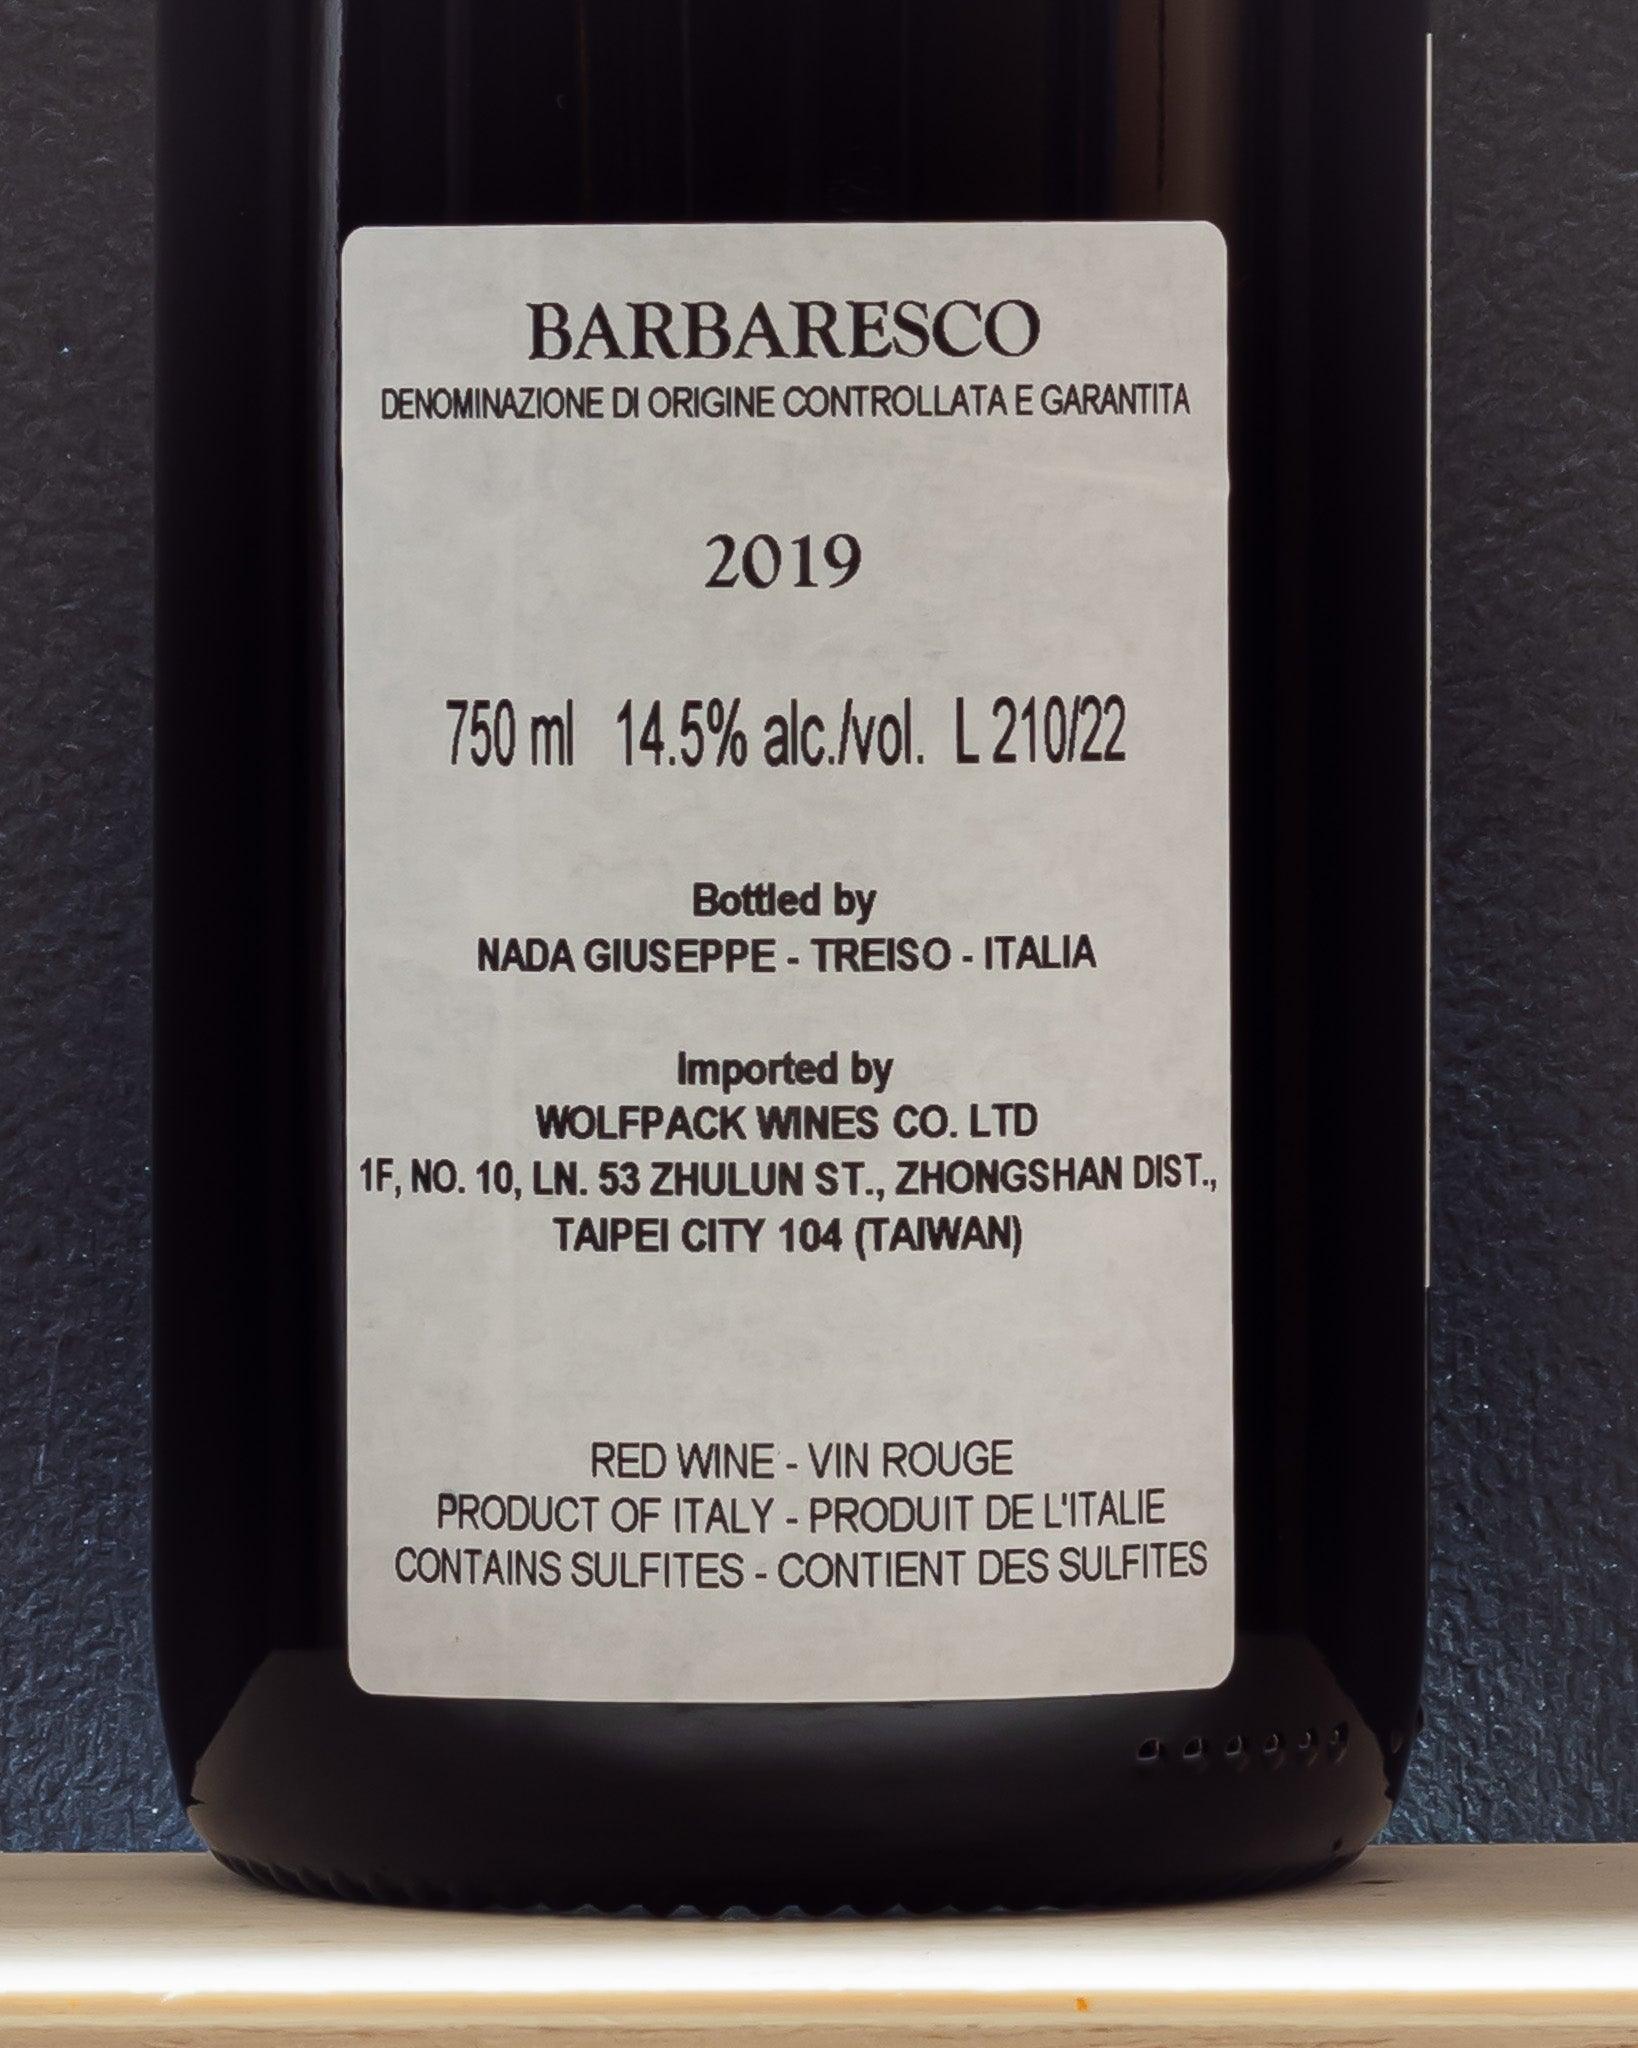 BARBARESCO
DENOMINAZIONE DI ORIGINE CONTROLLATA E GARANTITA
2019
750 ml 14.5% alc./vol. L 210/22
Bottled by
NADA GIUSEPPE - TREISO - ITALIA
Imported by
WOLFPACK WINES CO. LTD
1F, NO. 10, LN. 53 ZHULUN ST., ZHONGSHAN DIST.,
TAIPEI CITY 104 (TAIWAN)
RED WINE - VIN ROUGE
PRODUCT OF ITALY - PRODUIT DE L'ITALIE
CONTAINS SULFITES - CONTIENT DES SULFITES